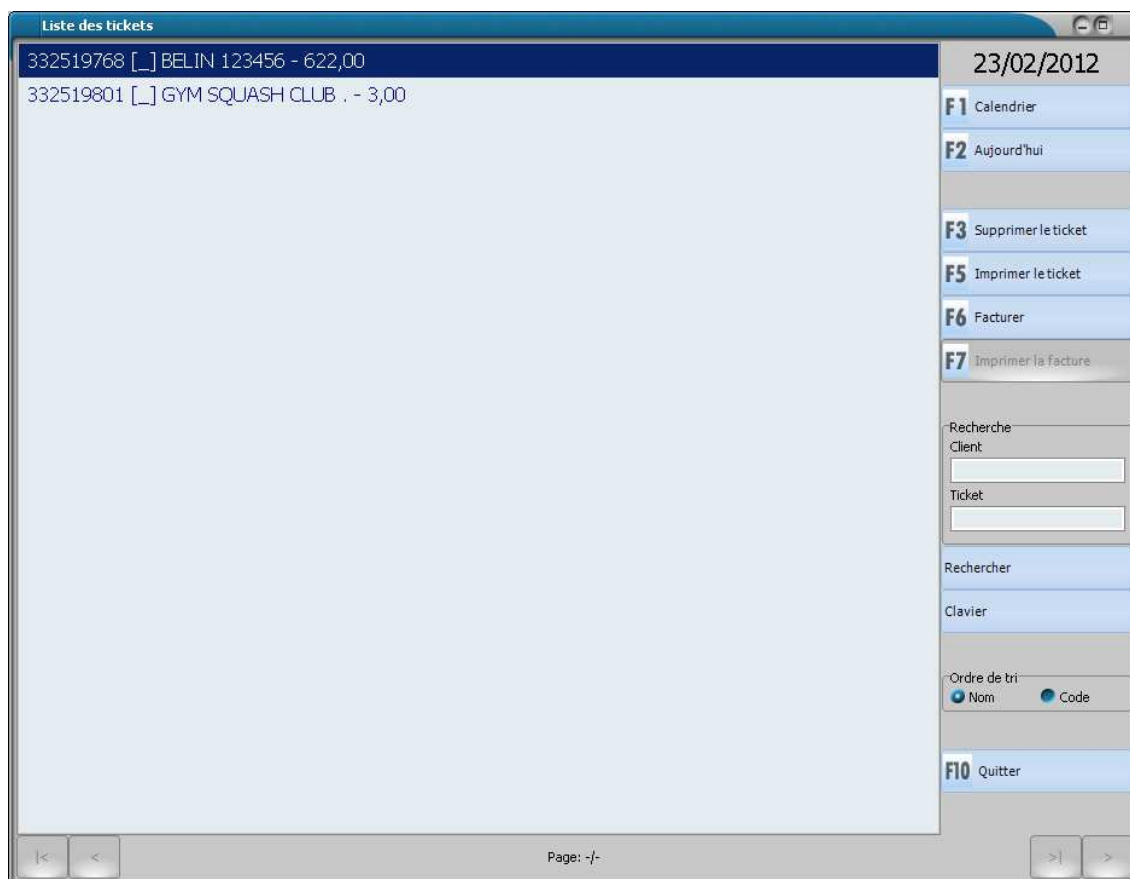 Liste des tickets
332519768 [_] BELIN 123456 - 622,00
332519801 [_] GYM SQUASH CLUB . - 3,00
23/02/2012
F1 Calendrier
F2 Aujourd'hui
F3 Supprimer le ticket
F5 Imprimer le ticket
F6 Facturer
F7 Imprimer la facture
Recherche
Client
Ticket
Rechercher
Clavier
Ordre de tri
Nom Code
F10 Quitter
|< < Page: -/- >| >